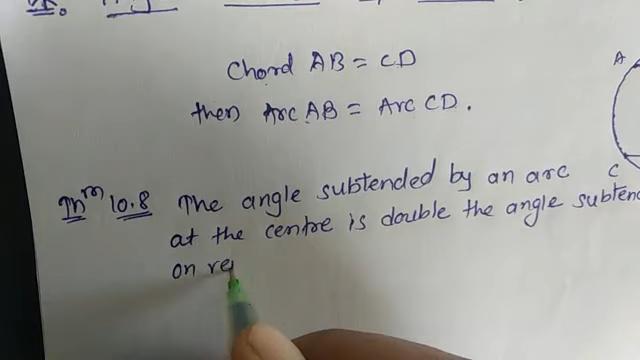 Chord AB = CD
A
then Arc AB = Arc CD.
C
Thm 10.8 The angle subtended by an arc
at the centre is double the angle subtend
on re